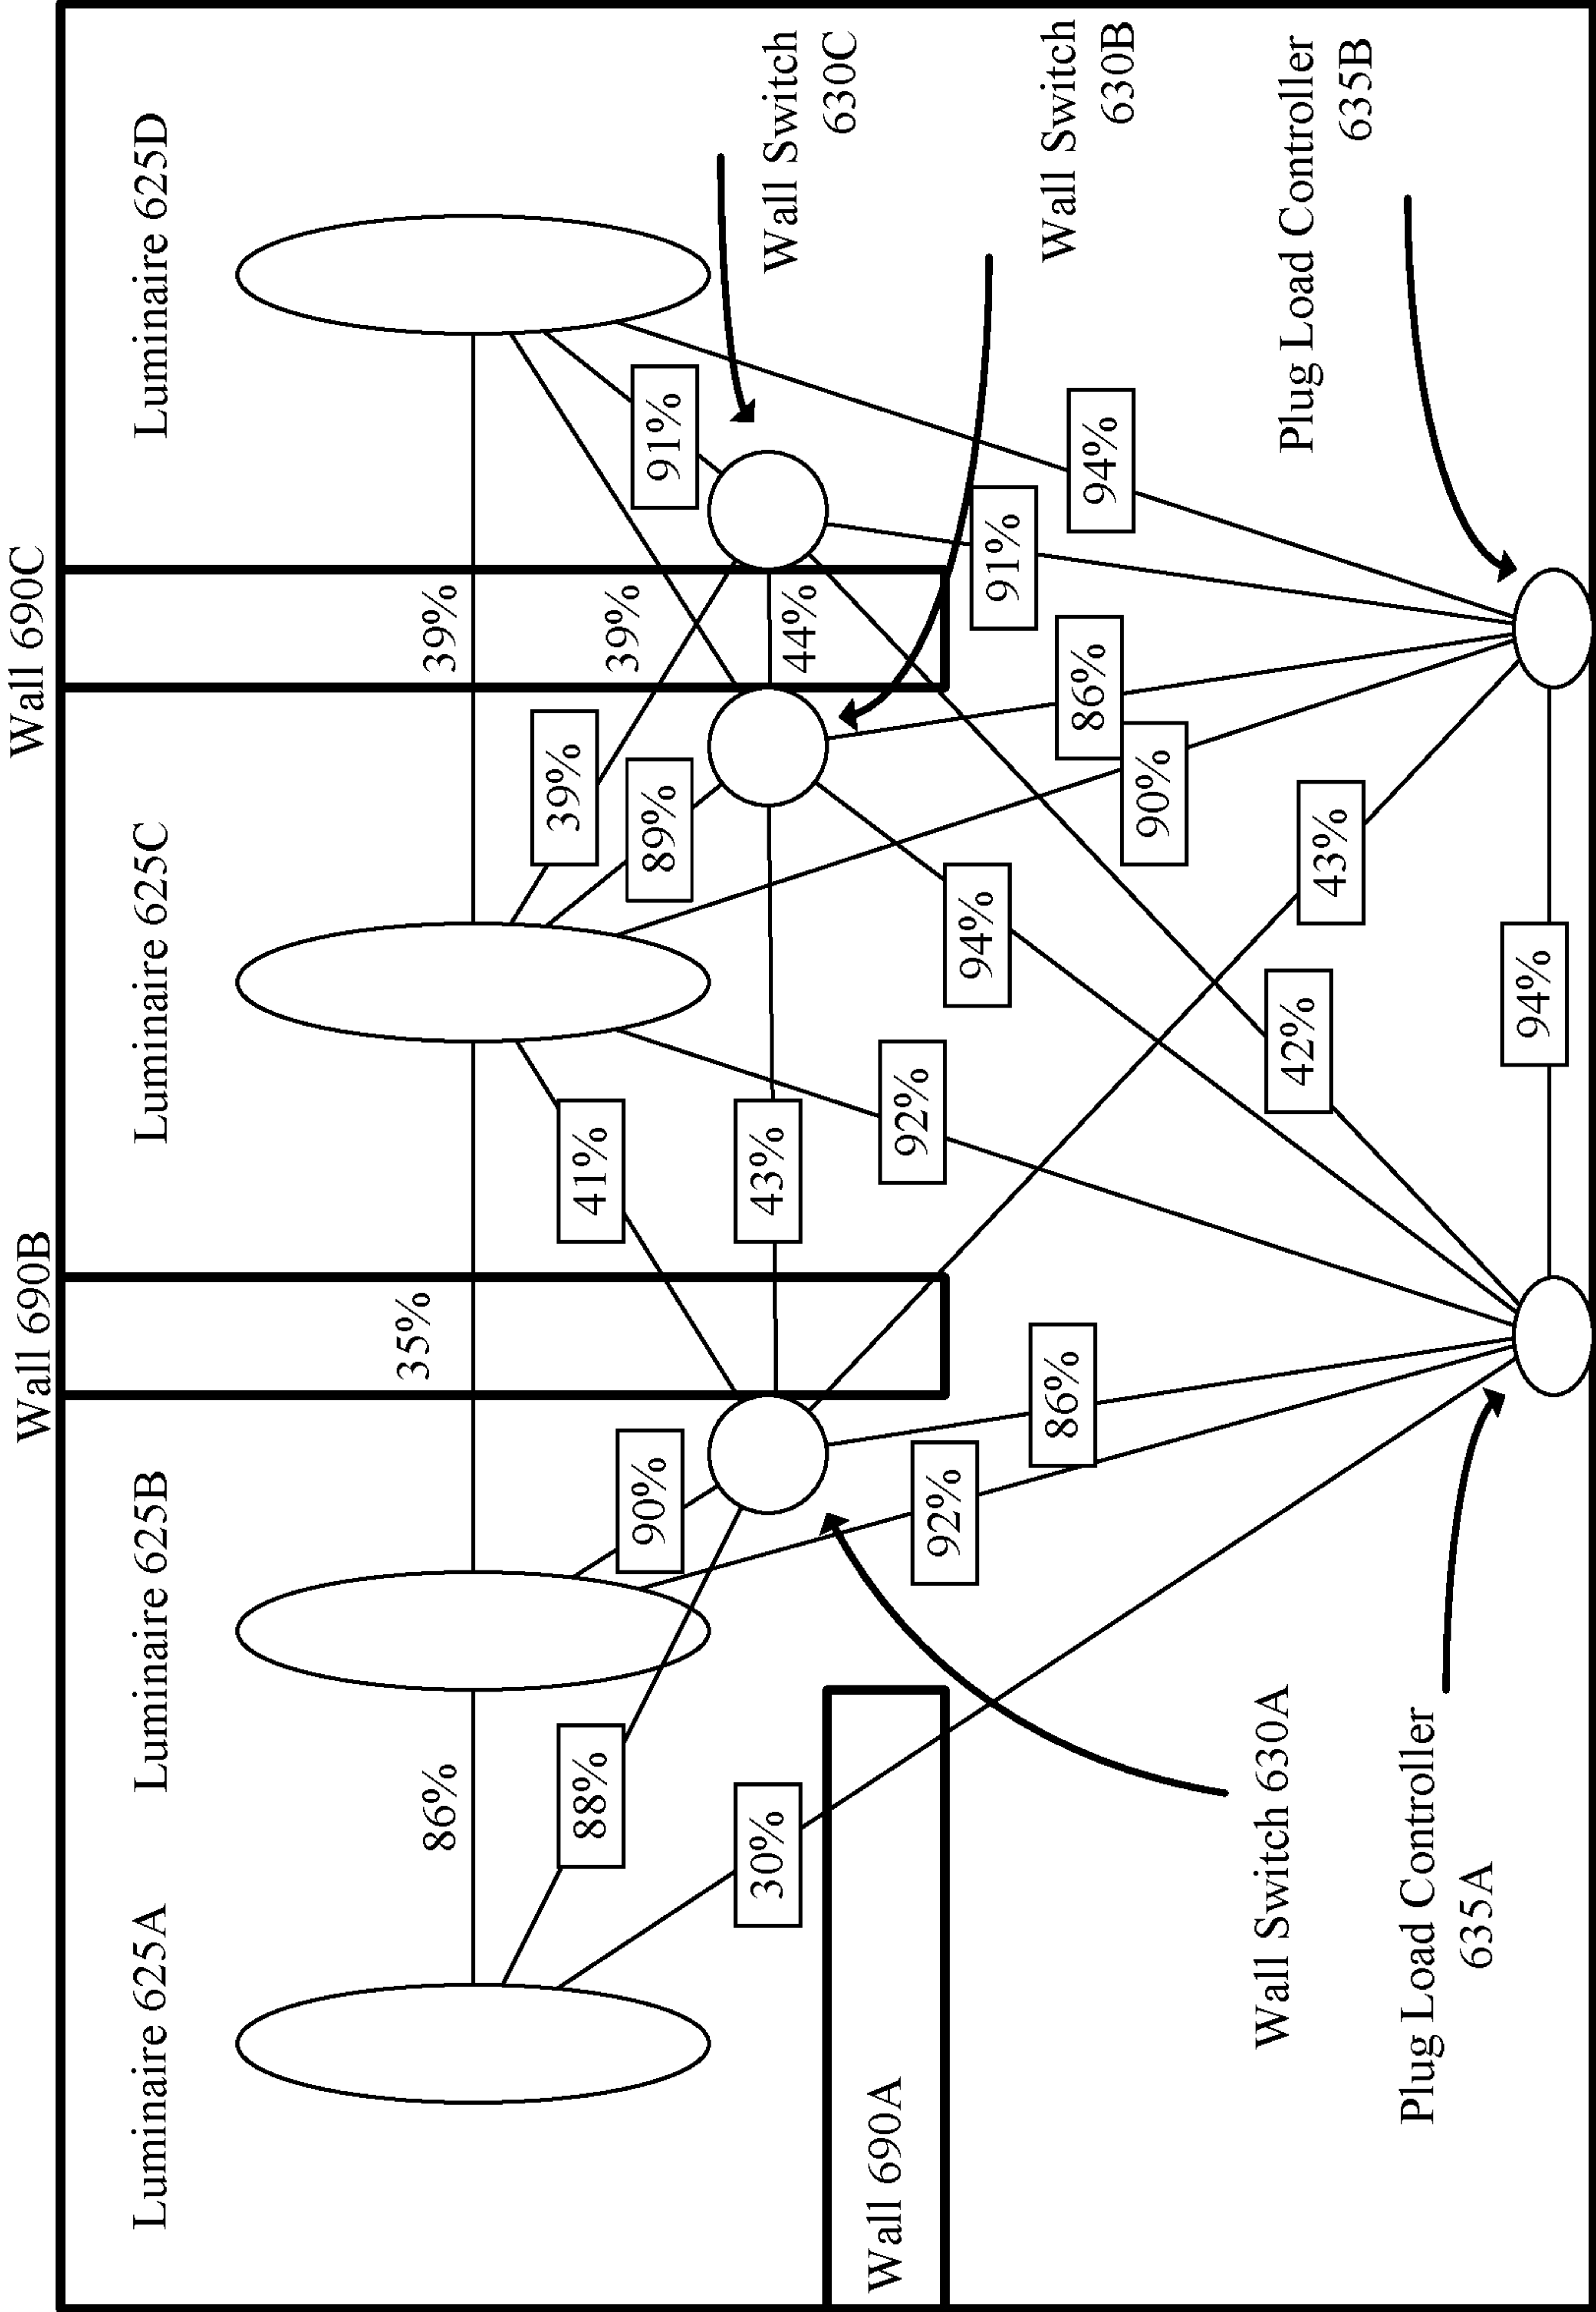 Wall 690B
Wall 690C
Luminaire 625A
Luminaire 625B
Luminaire 625C
Luminaire 625D
86%
35%
39%
88%
90%
41%
39%
89%
39%
91%
30%
43%
44%
Wall Switch
630C
Wall 690A
92%
92%
94%
91%
86%
86%
90%
94%
Wall Switch
630B
Wall Switch 630A
42%
43%
Plug Load Controller
635B
Plug Load Controller
635A
94%